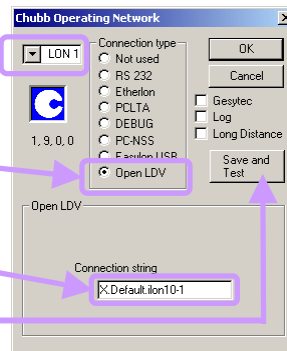 Chubb Operating Network
LON 1
1, 9, 0, 0
Connection type
Not used
RS 232
Etherlon
PCLTA
DEBUG
PC-NSS
Easylon USB
Open LDV
OK
Cancel
Gesytec
Log
Long Distance
Save and
Test
Open LDV
Connection string
X.Default.ilon10-1